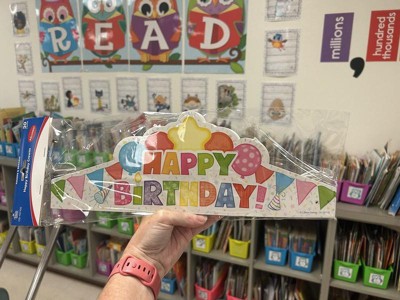 READ
millions
,
hundred
thousands
HAPPY
BIRTHDAY!